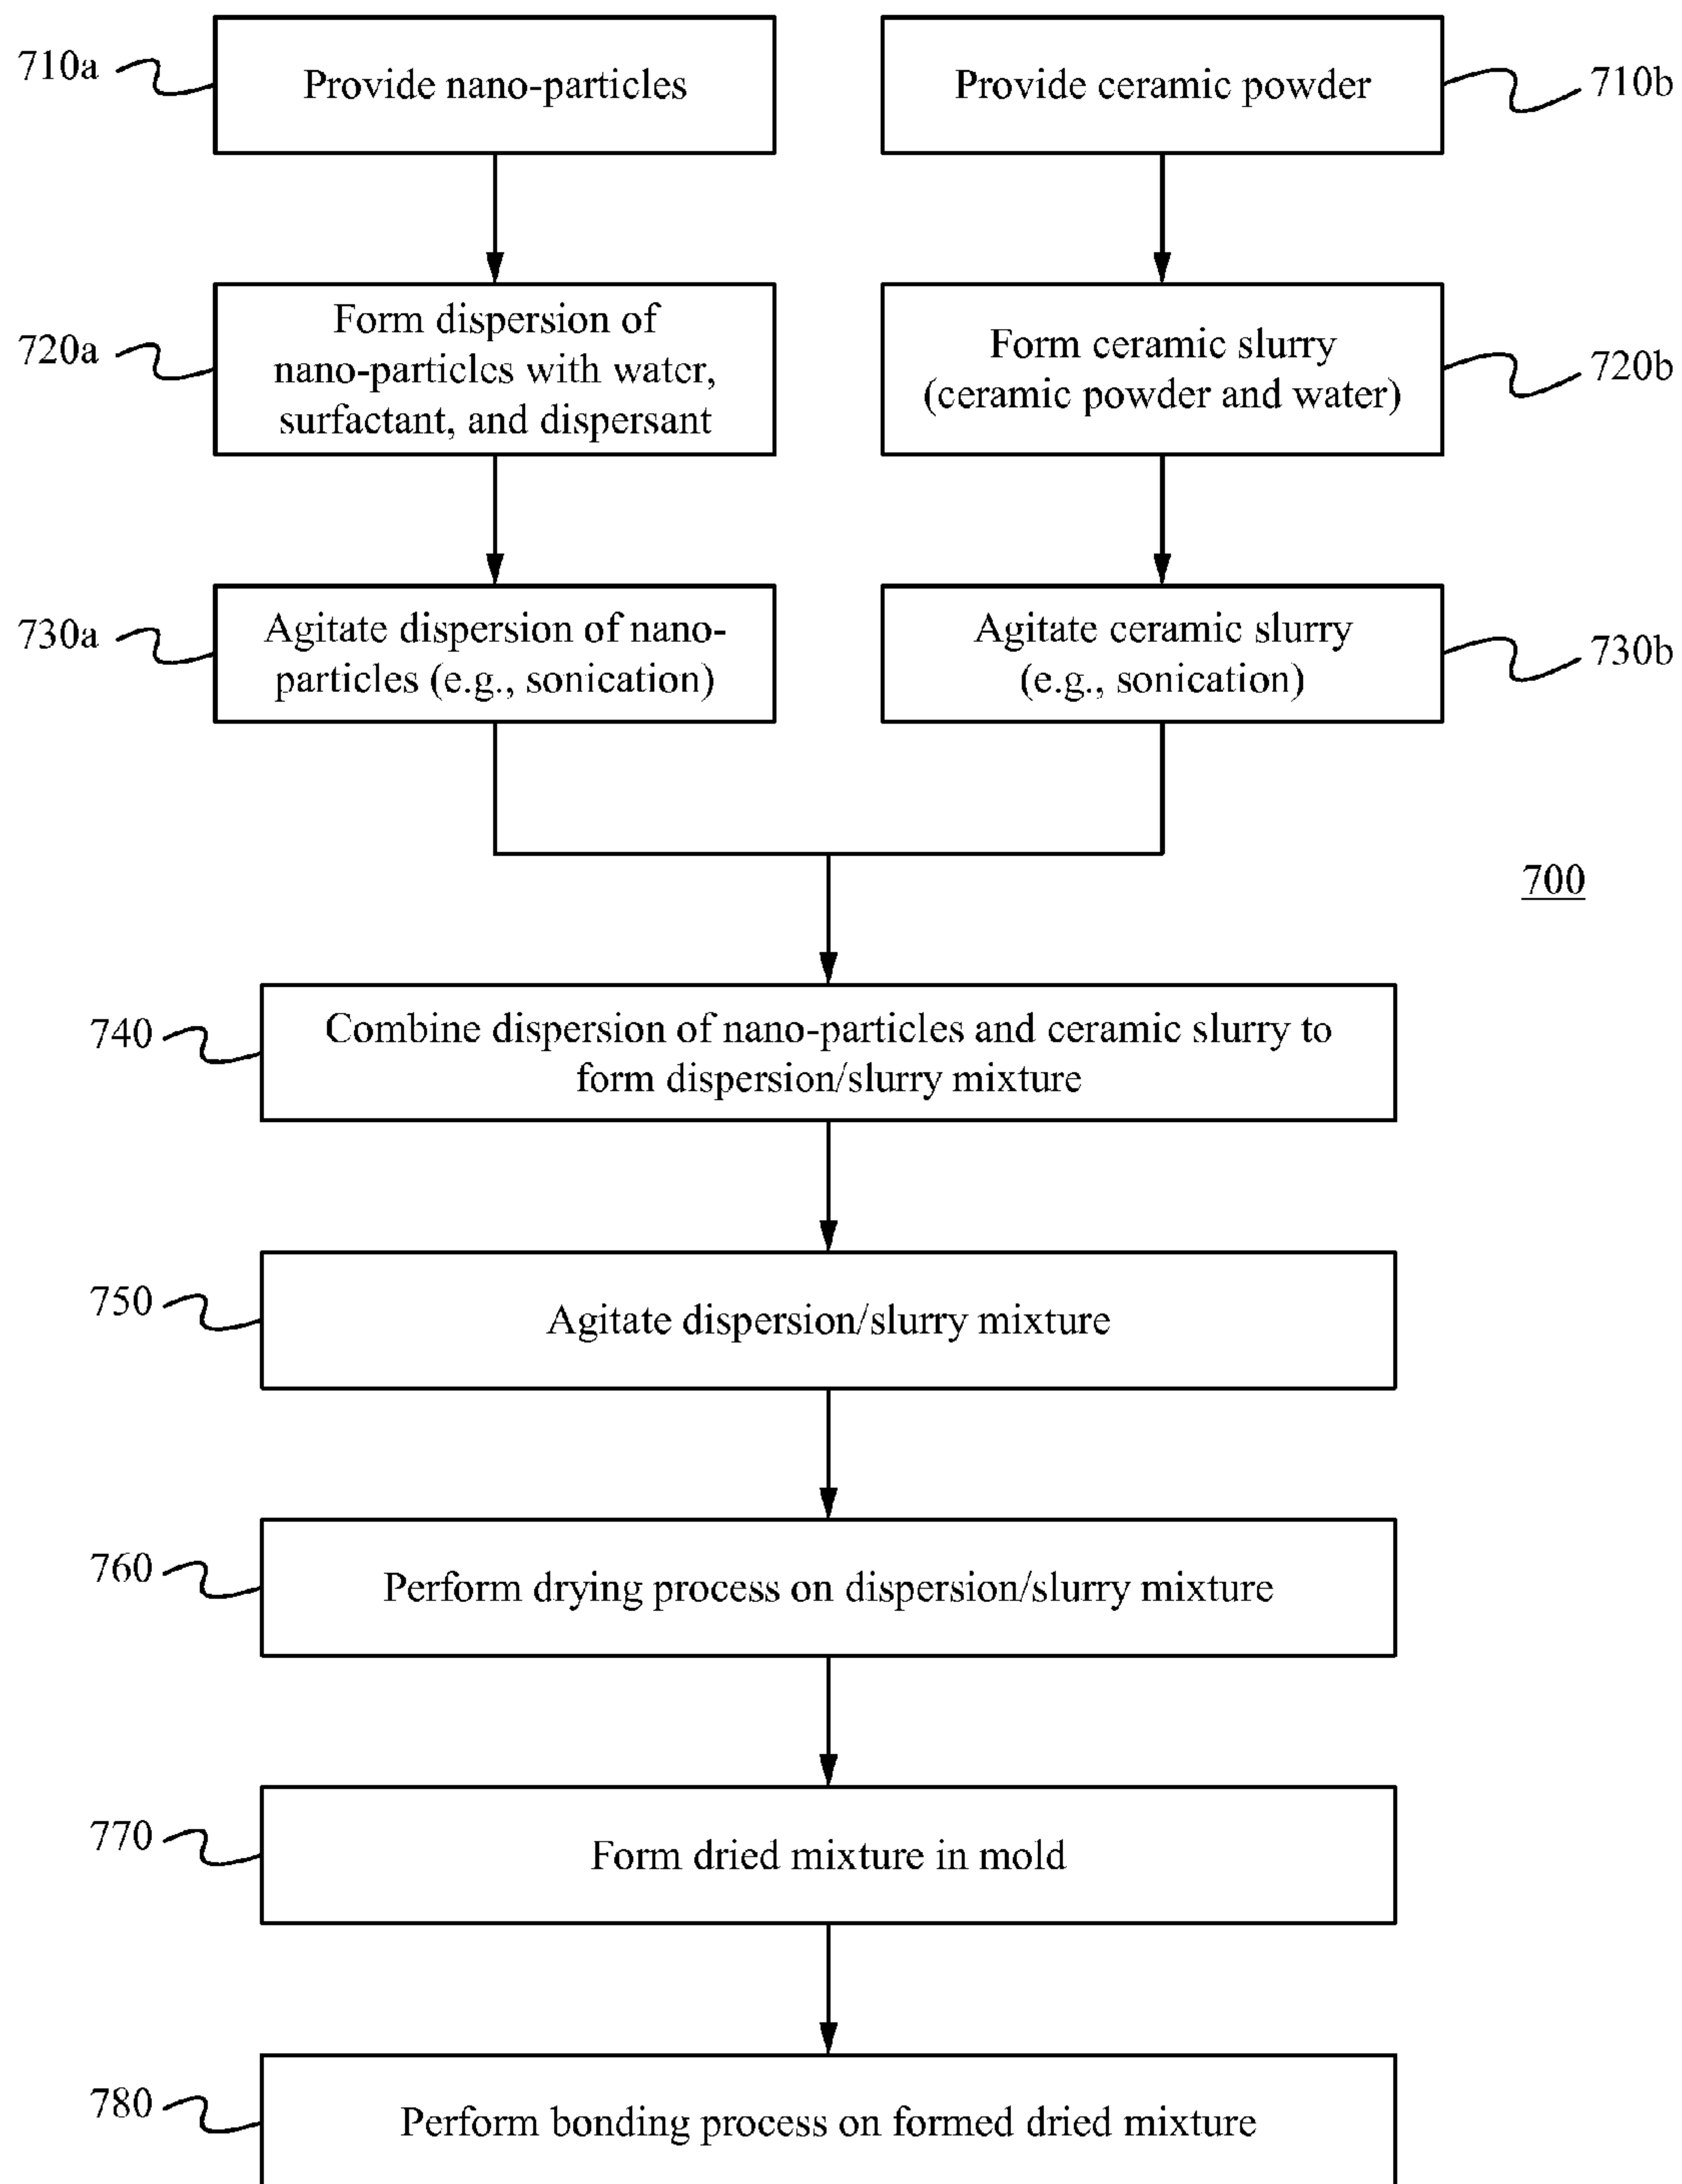 710a
Provide nano-particles
Provide ceramic powder
710b
720a
Form dispersion of
nano-particles with water,
surfactant, and dispersant
Form ceramic slurry
(ceramic powder and water)
720b
730a
Agitate dispersion of nano-
particles (e.g., sonication)
Agitate ceramic slurry
(e.g., sonication)
730b
700
740
Combine dispersion of nano-particles and ceramic slurry to
form dispersion/slurry mixture
750
Agitate dispersion/slurry mixture
760
Perform drying process on dispersion/slurry mixture
770
Form dried mixture in mold
780
Perform bonding process on formed dried mixture